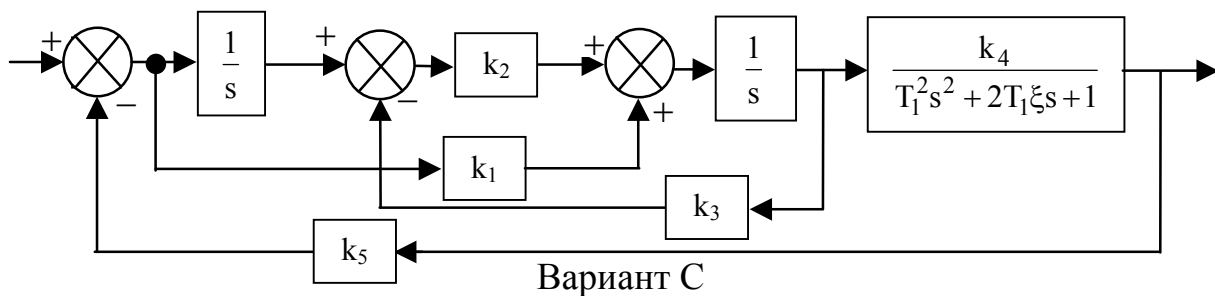 + − 1/s + − k₂ + + 1/s k₄/(T₁²s² + 2T₁ξs + 1)
k₁
k₃
k₅
Вариант С